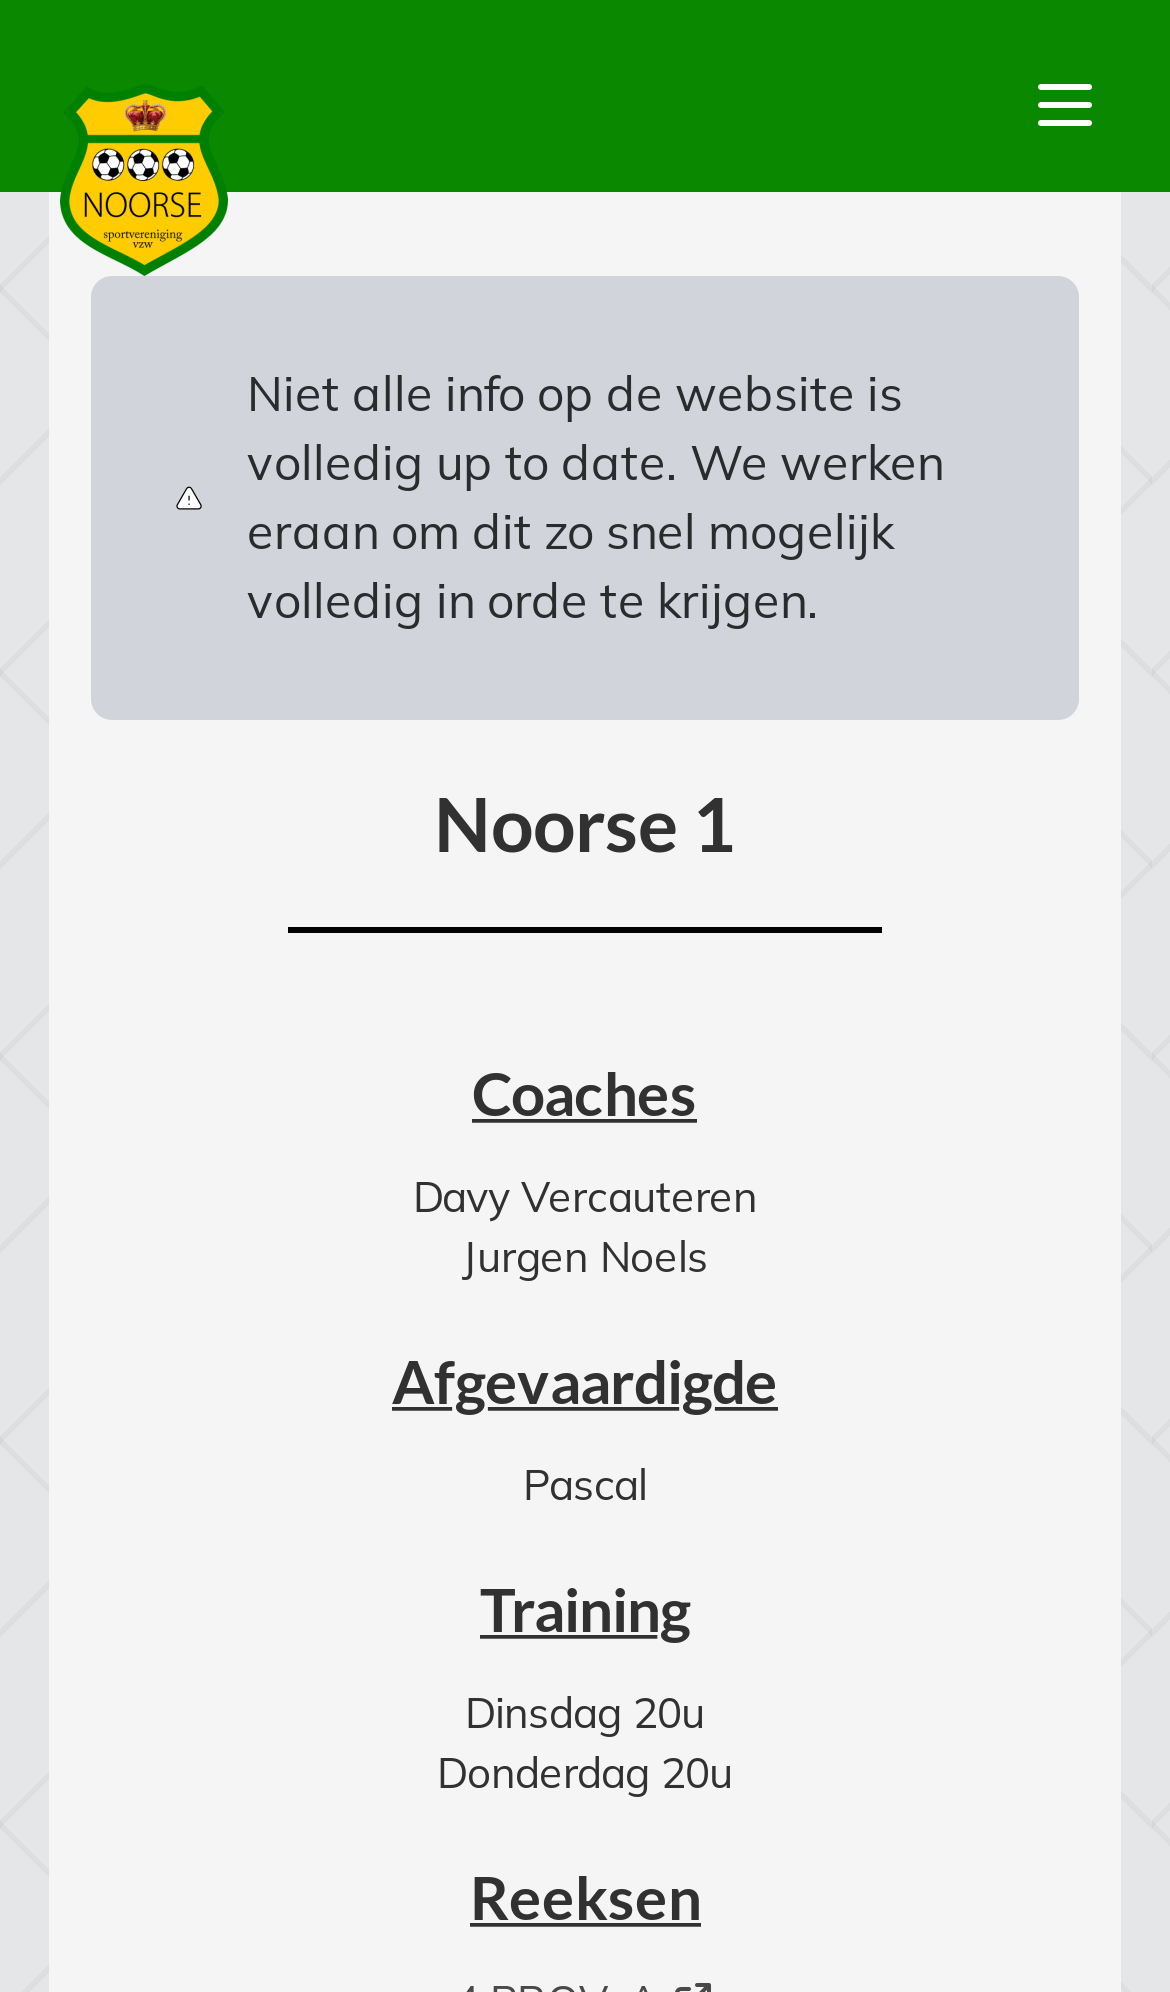 NOORSE
sportvereniging
vzw
Niet alle info op de website is
volledig up to date. We werken
eraan om dit zo snel mogelijk
volledig in orde te krijgen.
Noorse 1
Coaches
Davy Vercauteren
Jurgen Noels
Afgevaardigde
Pascal
Training
Dinsdag 20u
Donderdag 20u
Reeksen
4 PROV. A